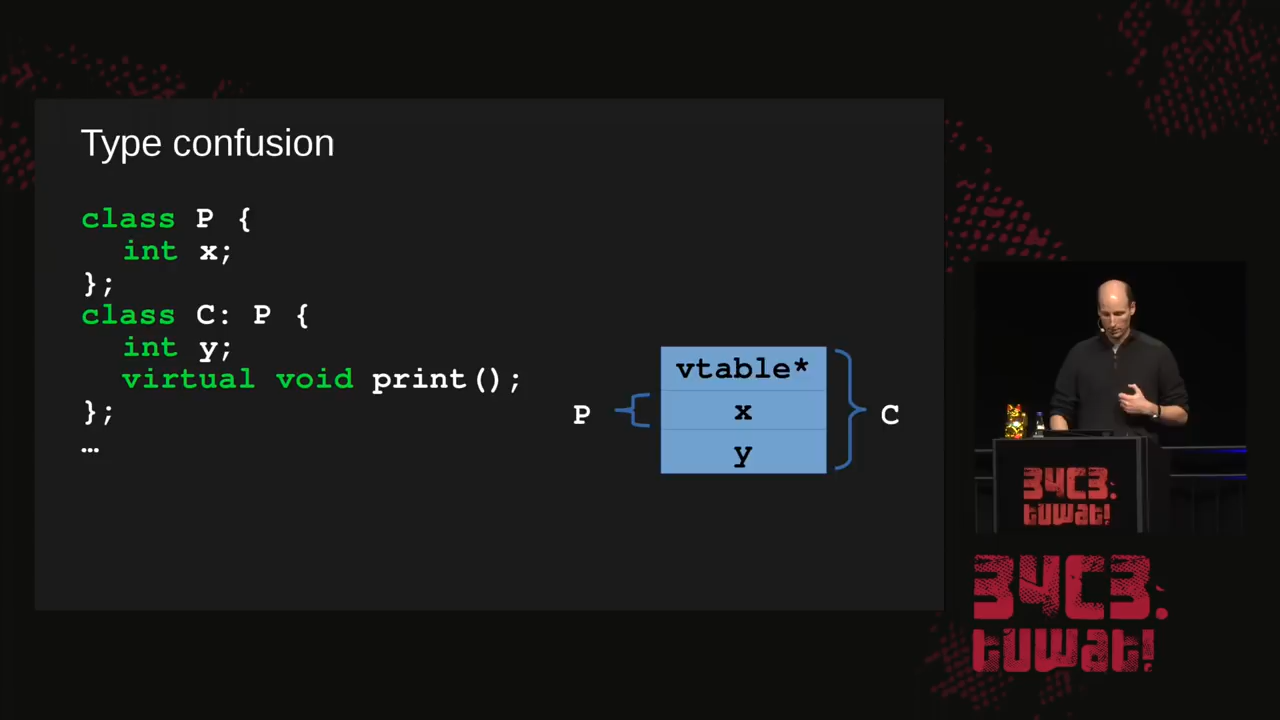 Type confusion
class P {
int x;
};
class C: P {
int y;
virtual void print();
};
…
vtable*
P
x
C
y
34C3.
tuwat!
34C3.
tuwat!